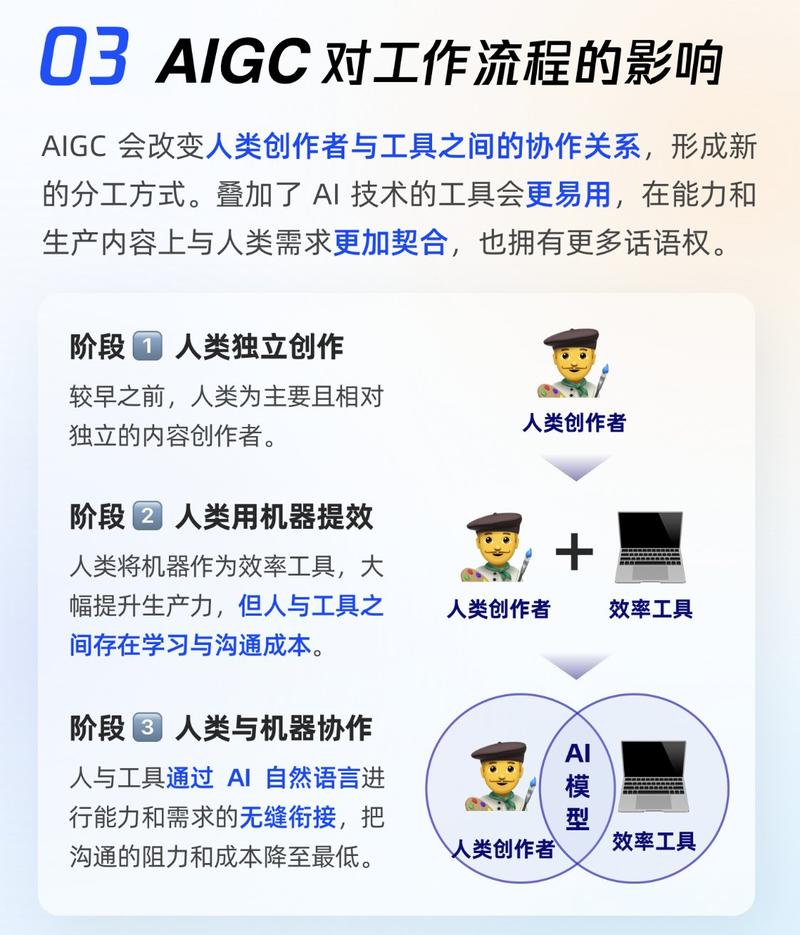 03 AIGC 对工作流程的影响
AIGC 会改变人类创作者与工具之间的协作关系，形成新
的分工方式。叠加了 AI 技术的工具会更易用，在能力和
生产内容上与人类需求更加契合，也拥有更多话语权。
阶段 1 人类独立创作
较早之前，人类为主要且相对
独立的内容创作者。
人类创作者
阶段 2 人类用机器提效
人类将机器作为效率工具，大
幅提升生产力，但人与工具之
间存在学习与沟通成本。
+
人类创作者
效率工具
阶段 3 人类与机器协作
人与工具通过 AI 自然语言进
行能力和需求的无缝衔接，把
沟通的阻力和成本降至最低。
人类创作者
AI
模
型
效率工具